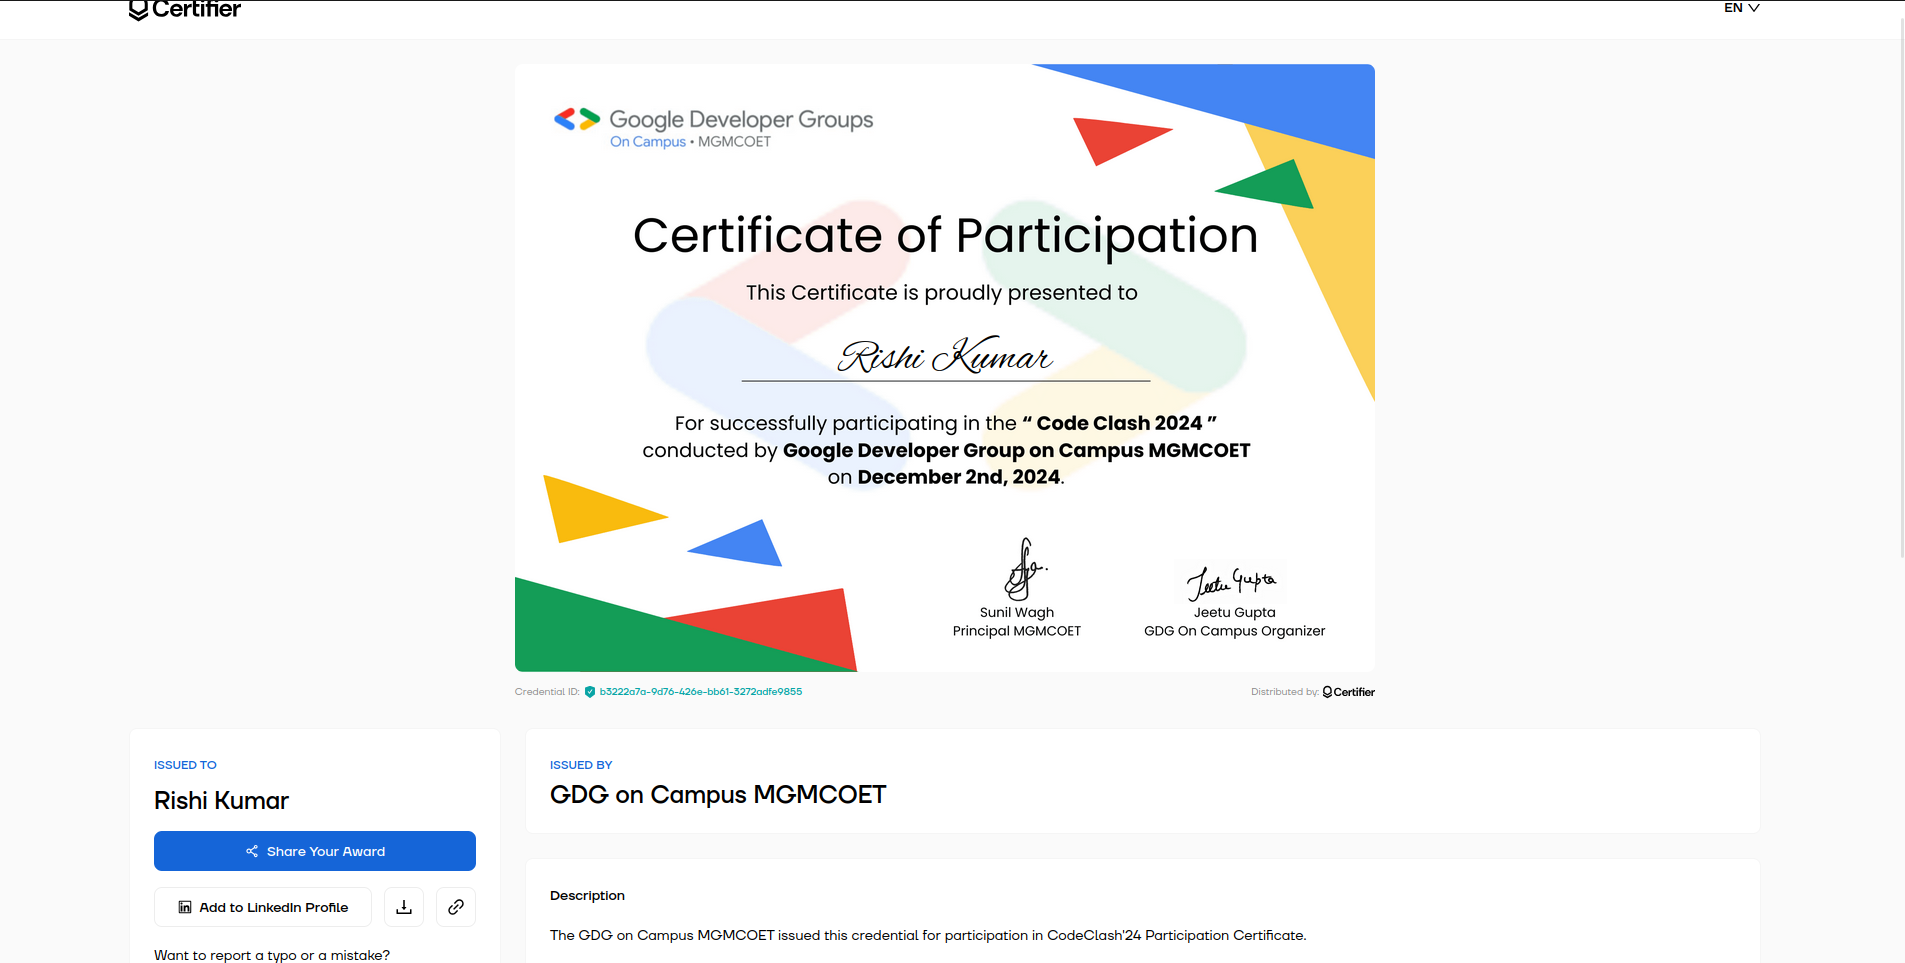 Certifier
EN
Google Developer Groups
On Campus • MGMCOET
Certificate of Participation
This Certificate is proudly presented to
Rishi Kumar
For successfully participating in the “ Code Clash 2024 ”
conducted by Google Developer Group on Campus MGMCOET
on December 2nd, 2024.
Jeetu Gupta
Sunil Wagh
Principal MGMCOET
Jeetu Gupta
GDG On Campus Organizer
Credential ID: b3222a7a-9d76-426e-bb61-3272adfe9855
Distributed by: Certifier
ISSUED TO
Rishi Kumar
Share Your Award
Add to LinkedIn Profile
Want to report a typo or a mistake?
ISSUED BY
GDG on Campus MGMCOET
Description
The GDG on Campus MGMCOET issued this credential for participation in CodeClash'24 Participation Certificate.